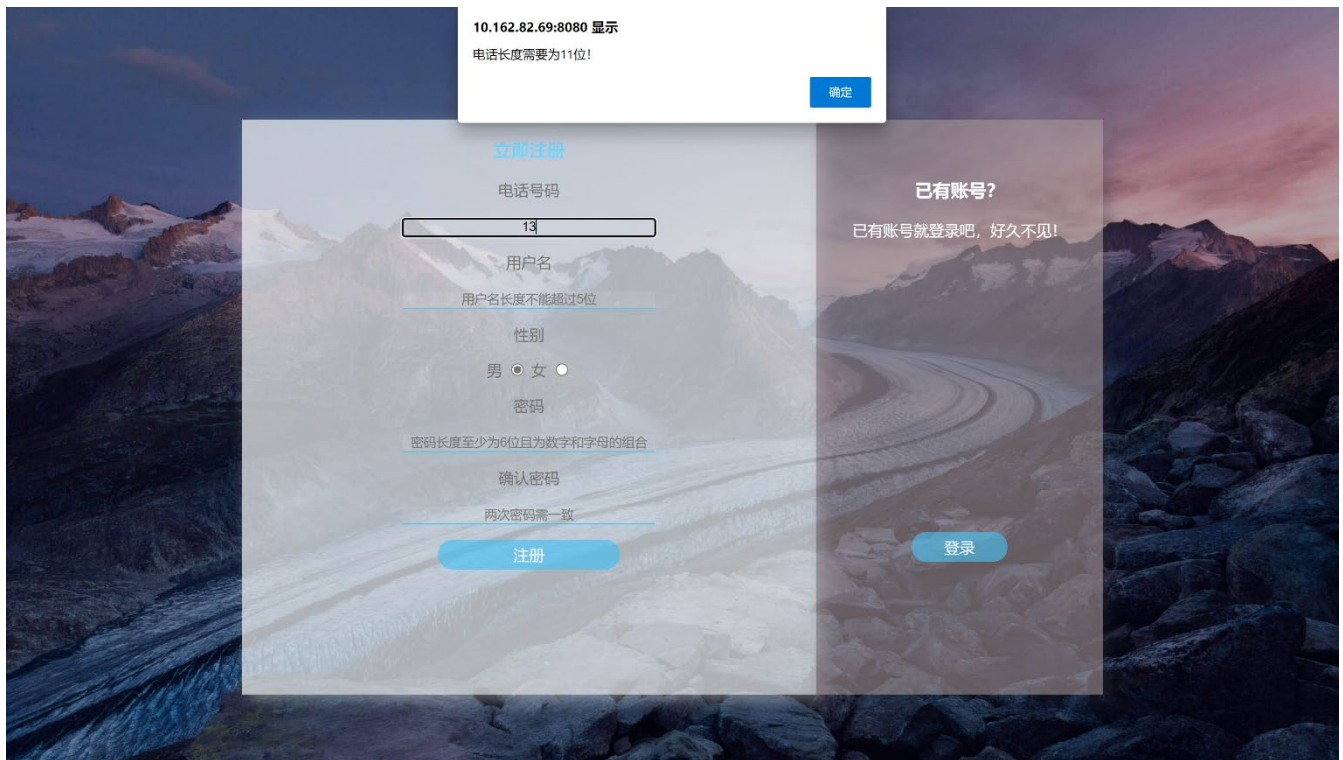 10.162.82.69:8080 显示
电话长度需要为11位!
确定
立即注册
电话号码
13
用户名
用户名长度不能超过5位
性别
男 女
密码
密码长度至少为6位且为数字和字母的组合
确认密码
两次密码需一致
注册
已有账号?
已有账号就登录吧，好久不见!
登录